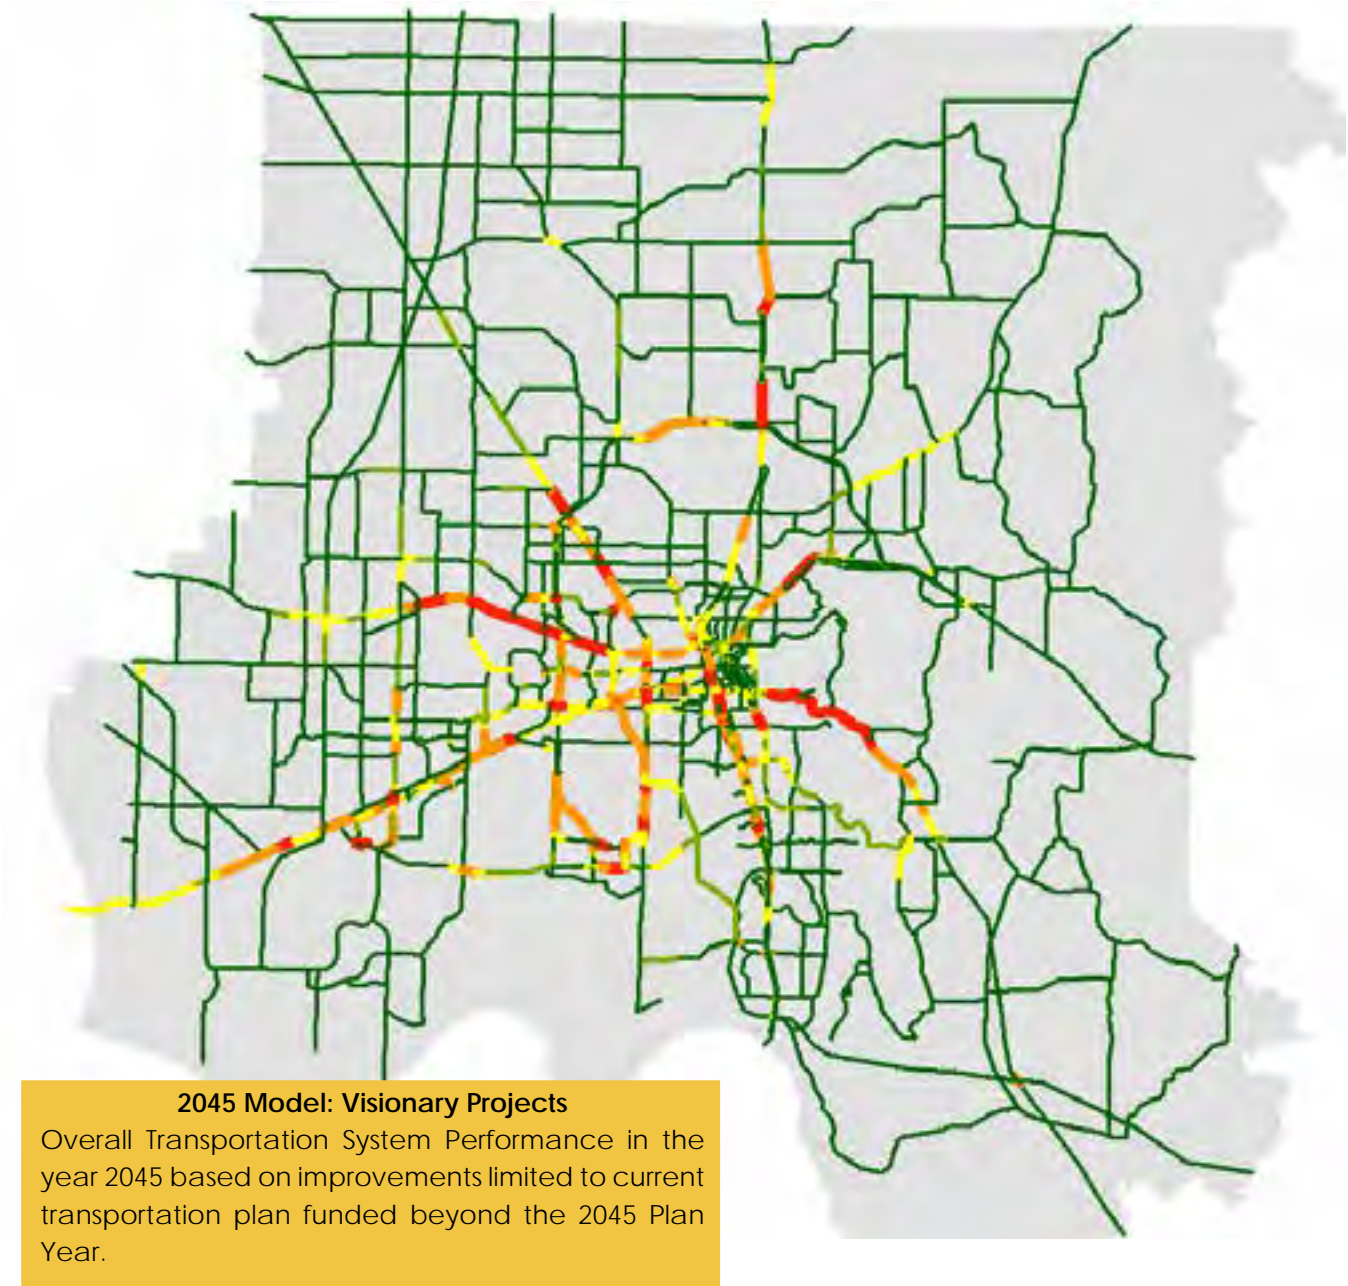 2045 Model: Visionary Projects
Overall Transportation System Performance in the
year 2045 based on improvements limited to current
transportation plan funded beyond the 2045 Plan
Year.